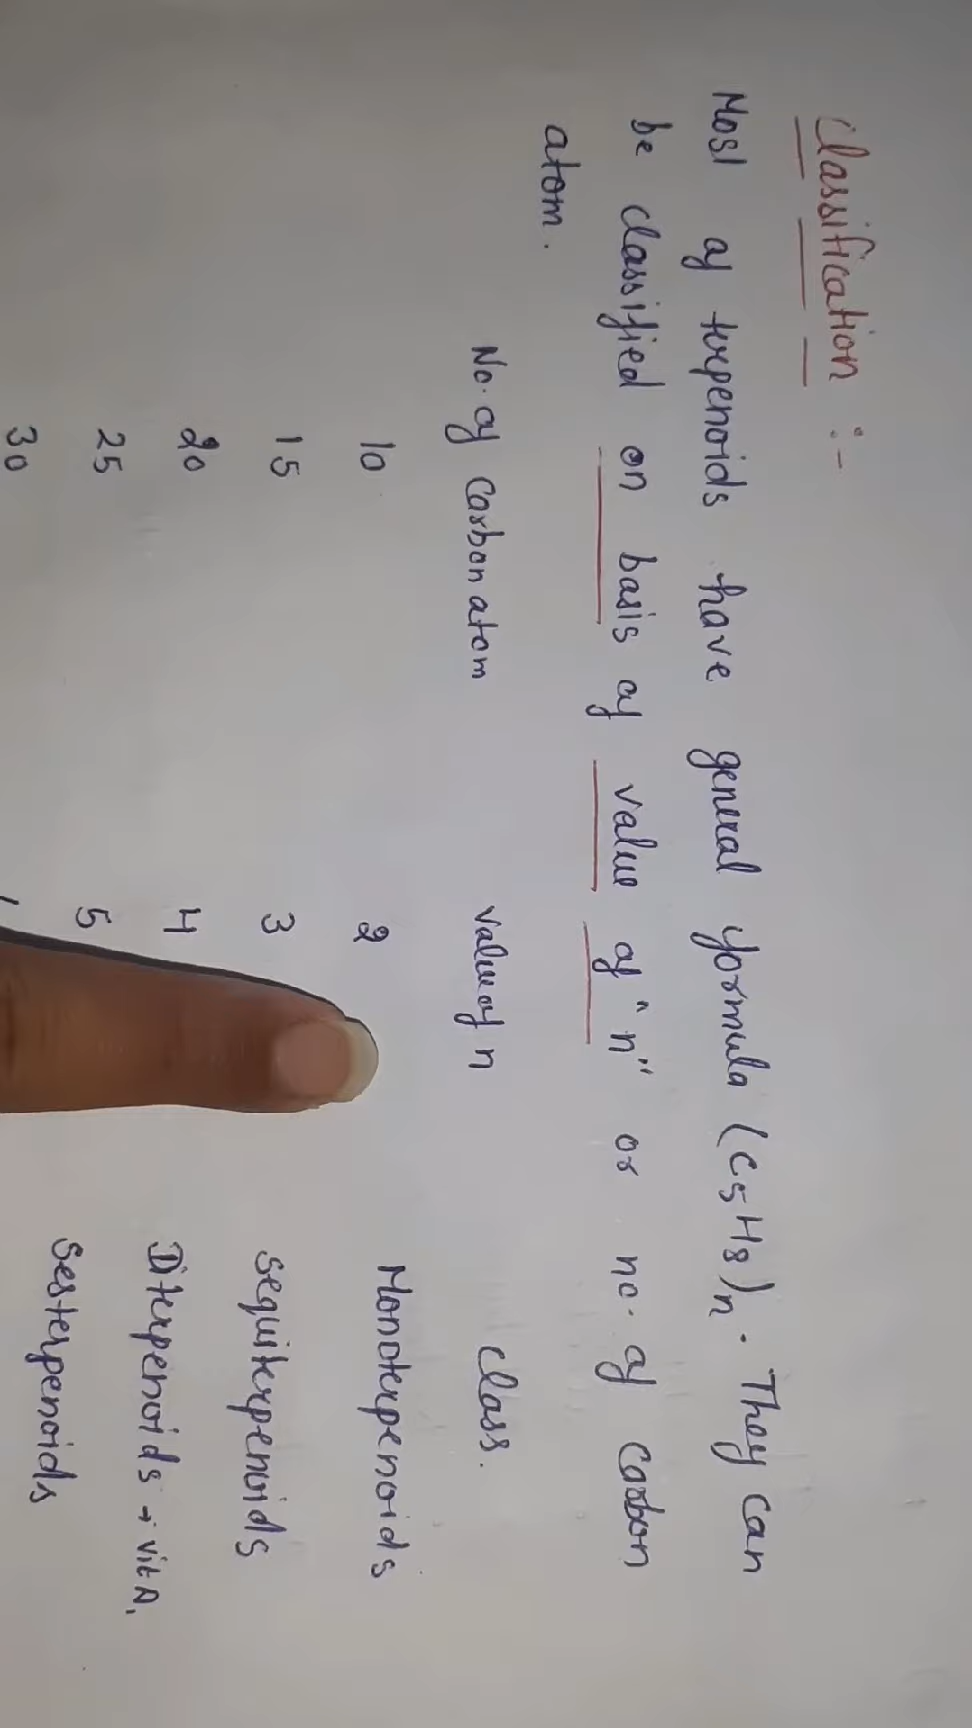 Classification :-
Most of terpenoids have general formula (C5H8)n. They can
be classified on basis of value of "n" or no. of carbon
atom.
No. of Carbon atom value of n class.
10 2 Monoterpenoids
15 3 Sequiterpenoids
20 4 Diterpenoids → vit A,
25 5 Sesterpenoids
30